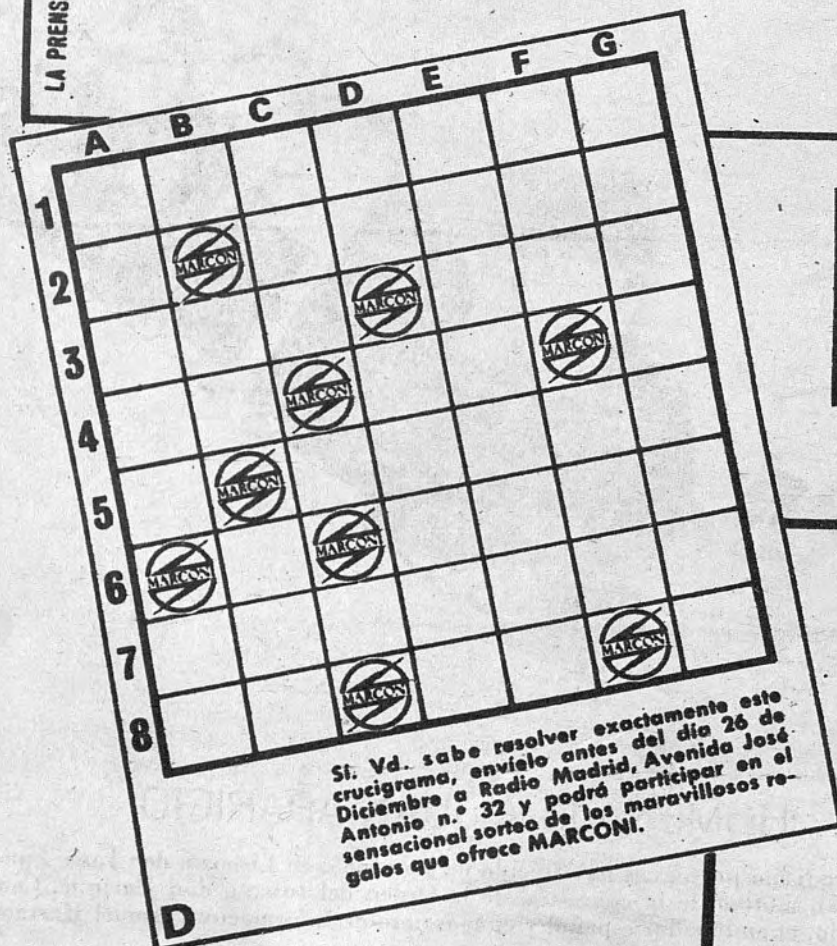 LA PRENS
A B C D E F G
1
2 MARCONI
3 MARCONI
4 MARCONI MARCONI
5 MARCONI
6 MARCONI MARCONI
7
8 MARCONI MARCONI
Si. Vd. sabe resolver exactamente este
crucigrama, envíelo antes del día 26 de
Diciembre a Radio Madrid, Avenida José
Antonio n.º 32 y podrá participar en el
sensacional sorteo de los maravillosos re-
galos que ofrece MARCONI.
D